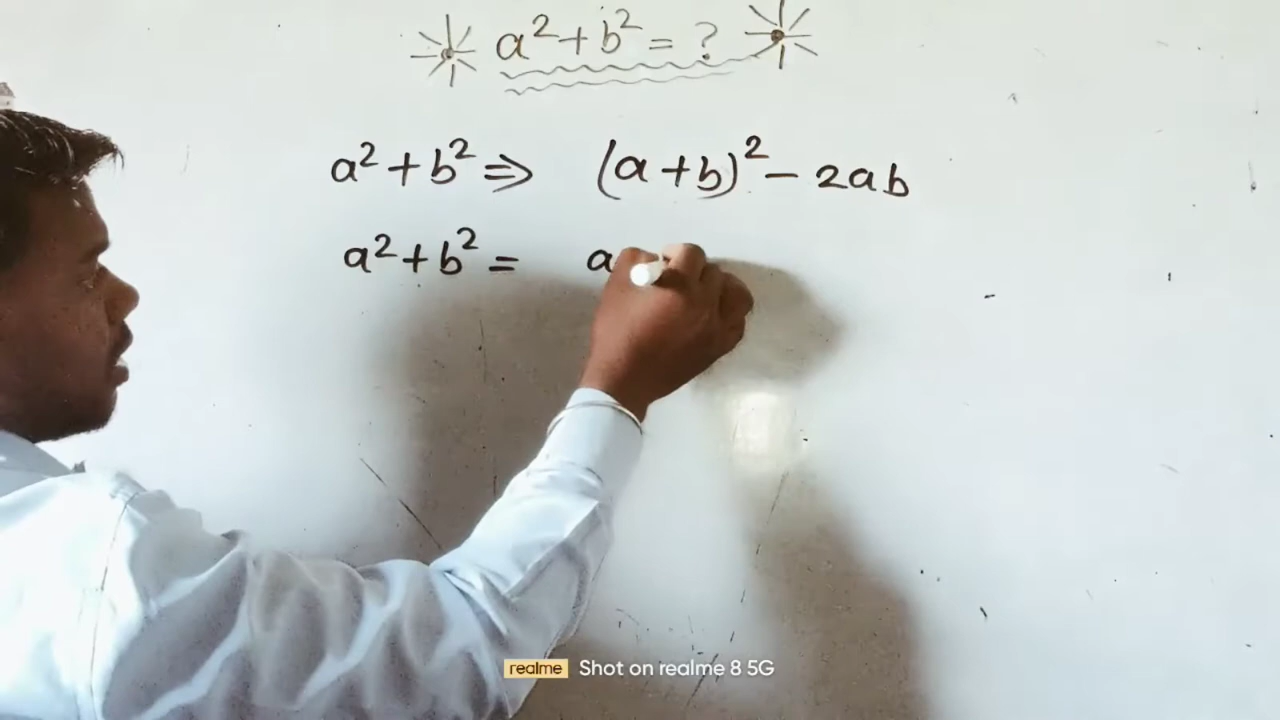 a² + b² = ?
a² + b² ⇒ (a + b)² - 2ab
a² + b² = a
realme Shot on realme 8 5G